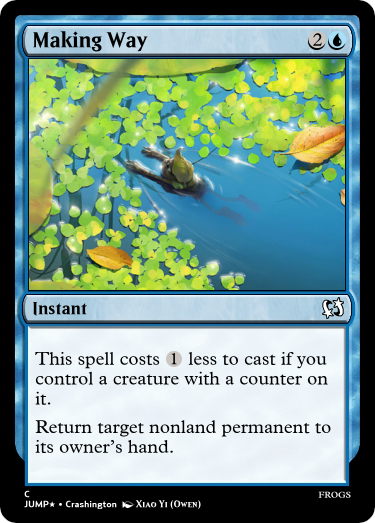 Making Way 2
Instant
This spell costs 1 less to cast if you
control a creature with a counter on
it.
Return target nonland permanent to
its owner's hand.
C FROGS
JUMP★ • Crashington Xiao Yi (Owen)